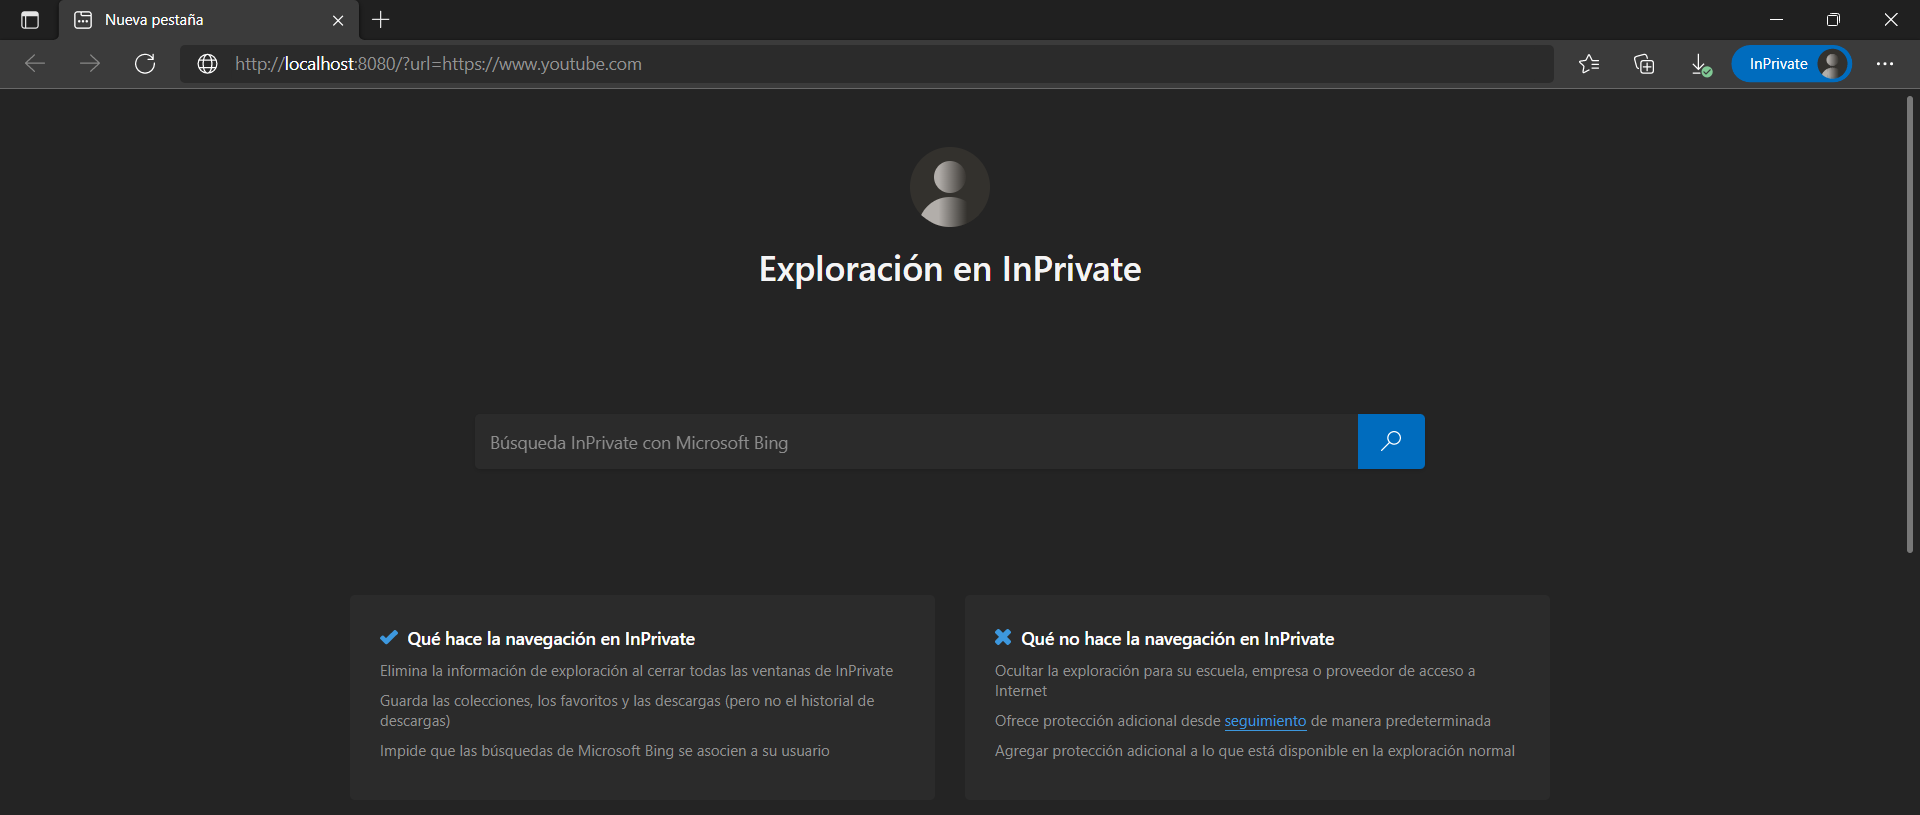 Nueva pestaña
http://localhost:8080/?url=https://www.youtube.com
InPrivate
Exploración en InPrivate
Búsqueda InPrivate con Microsoft Bing
Qué hace la navegación en InPrivate
Elimina la información de exploración al cerrar todas las ventanas de InPrivate
Guarda las colecciones, los favoritos y las descargas (pero no el historial de
descargas)
Impide que las búsquedas de Microsoft Bing se asocien a su usuario
Qué no hace la navegación en InPrivate
Ocultar la exploración para su escuela, empresa o proveedor de acceso a
Internet
Ofrece protección adicional desde seguimiento de manera predeterminada
Agregar protección adicional a lo que está disponible en la exploración normal